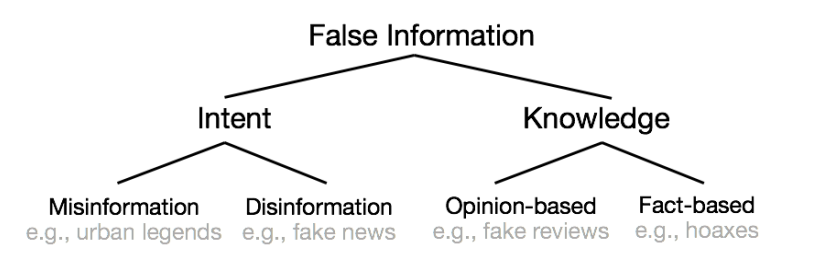 False Information
Intent Knowledge
Misinformation Disinformation Opinion-based Fact-based
e.g., urban legends e.g., fake news e.g., fake reviews e.g., hoaxes